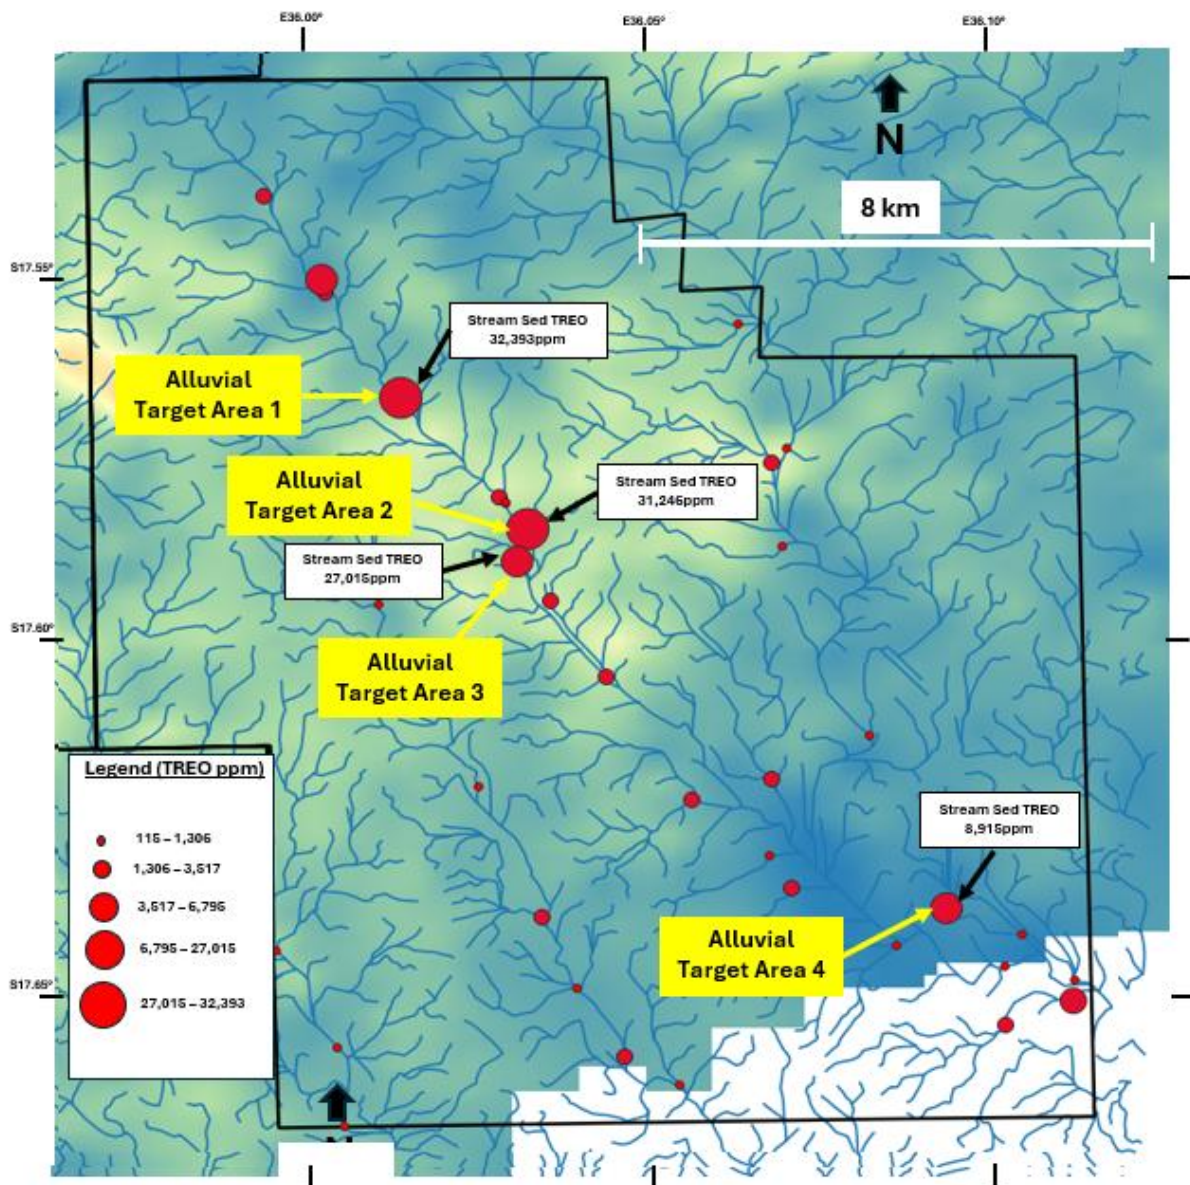 E36.00°
E36.05°
E36.10°
N
8 km
S17.55°
Stream Sed TREO
32,393ppm
Alluvial
Target Area 1
Alluvial
Target Area 2
Stream Sed TREO
31,246ppm
Stream Sed TREO
27,015ppm
S17.60°
Alluvial
Target Area 3
Legend (TREO ppm)
115 – 1,306
1,306 – 3,517
3,517 – 6,795
6,795 – 27,015
27,015 – 32,393
Stream Sed TREO
8,915ppm
Alluvial
Target Area 4
S17.65°